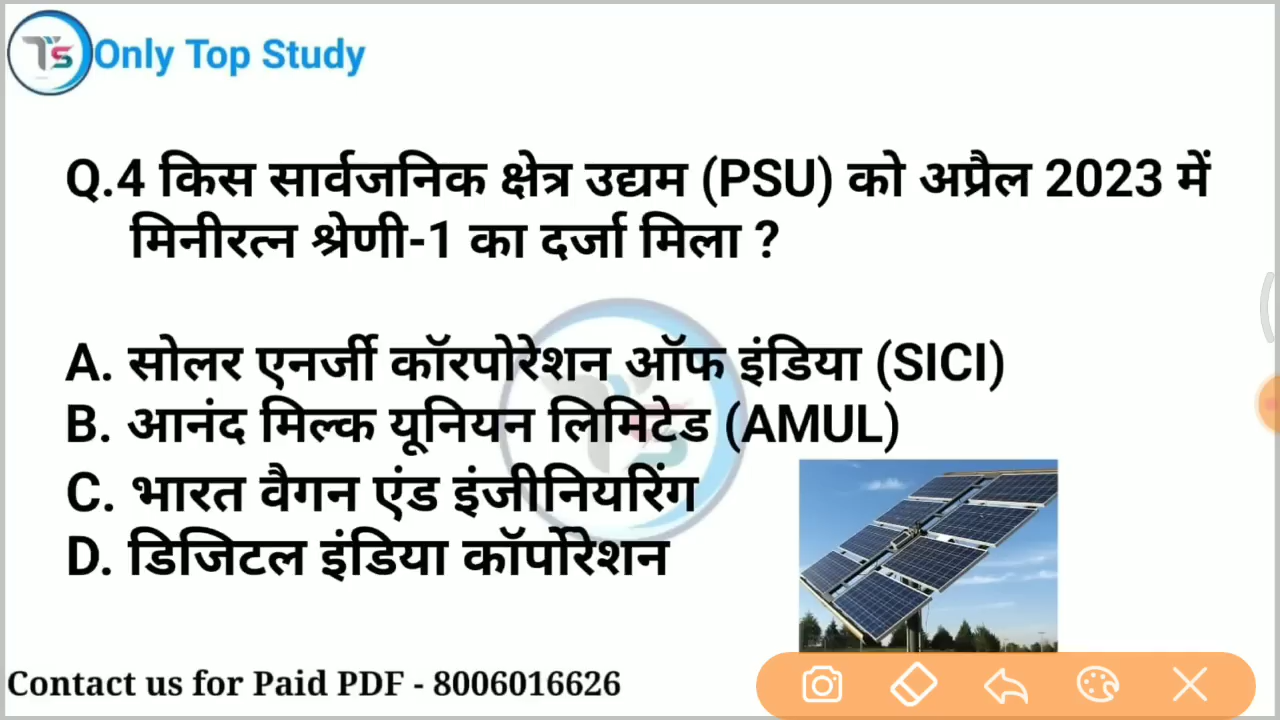 Ts Only Top Study
Q.4 किस सार्वजनिक क्षेत्र उद्यम (PSU) को अप्रैल 2023 में
मिनीरत्न श्रेणी-1 का दर्जा मिला ?
A. सोलर एनर्जी कॉरपोरेशन ऑफ इंडिया (SICI)
B. आनंद मिल्क यूनियन लिमिटेड (AMUL)
C. भारत वैगन एंड इंजीनियरिंग
D. डिजिटल इंडिया कॉर्पोरेशन
Contact us for Paid PDF - 8006016626